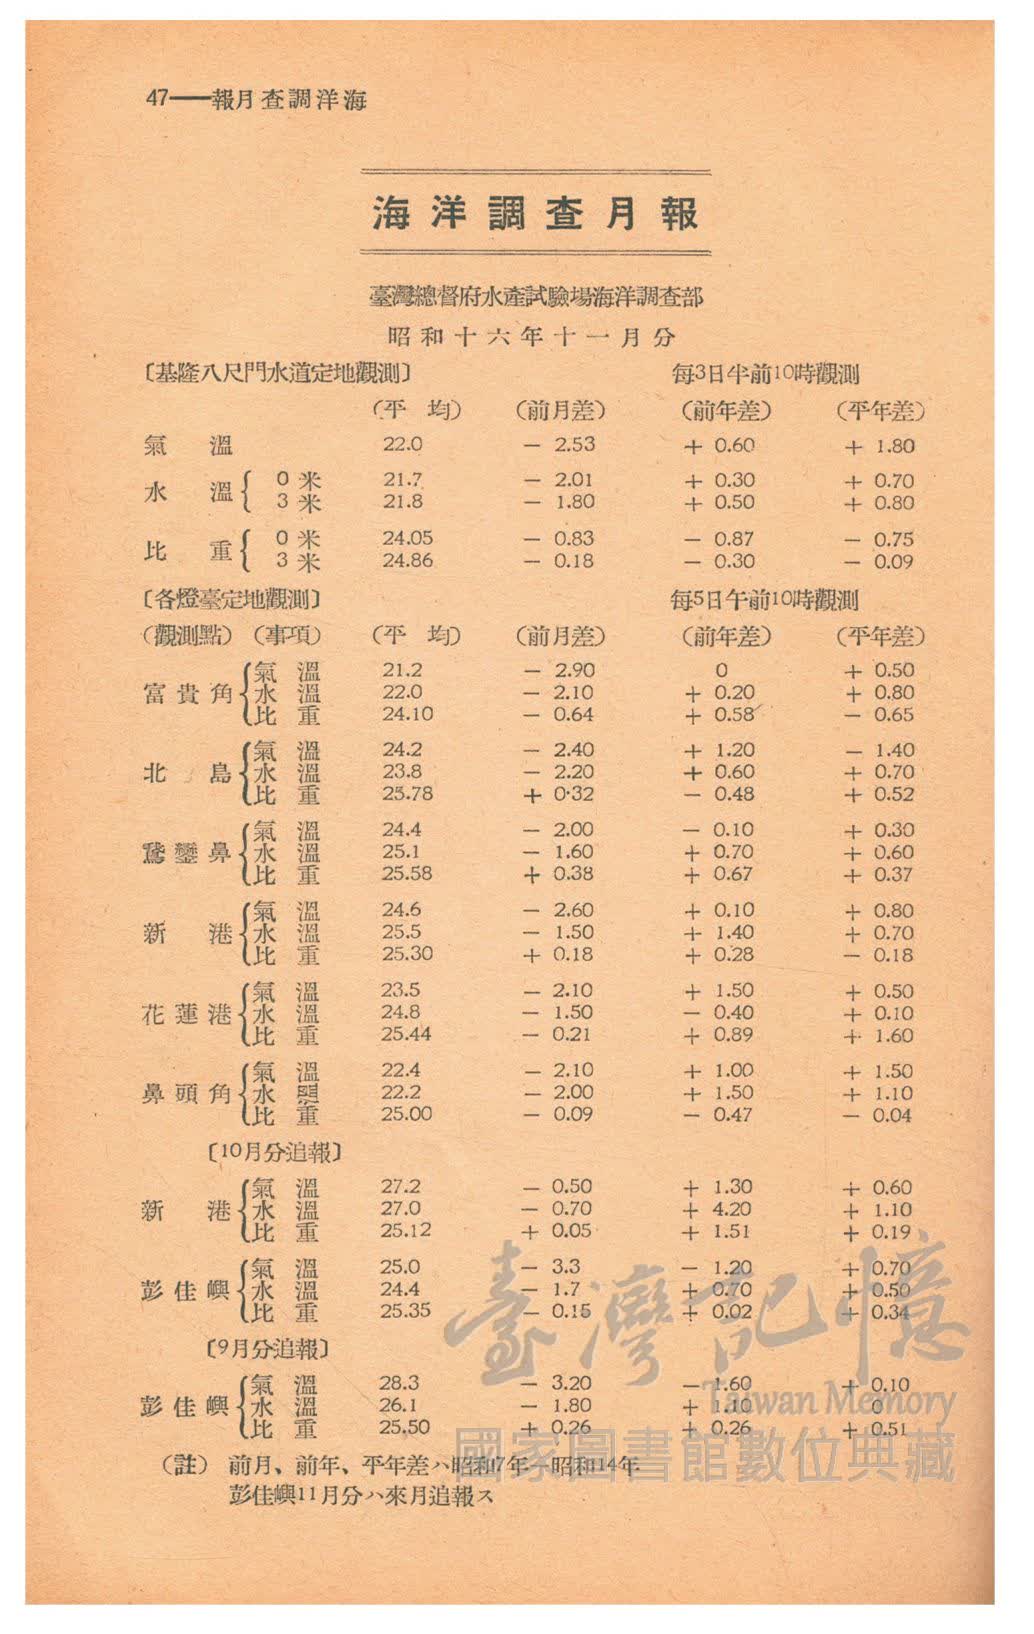 47——報月査調洋海
海洋調査月報
臺灣總督府水產試驗場海洋調査部
昭和十六年十一月分
〔基隆八尺門水道定地觀測〕 每3日午前10時觀測
(平 均) (前月差) (前年差) (平年差)
氣 溫 22.0 − 2.53 + 0.60 + 1.80
水 溫 { 0 米 21.7 − 2.01 + 0.30 + 0.70
3 米 21.8 − 1.80 + 0.50 + 0.80
比 重 { 0 米 24.05 − 0.83 − 0.87 − 0.75
3 米 24.86 − 0.18 − 0.30 − 0.09
〔各燈臺定地觀測〕 每5日午前10時觀測
(觀測點) (事項) (平 均) (前月差) (前年差) (平年差)
氣 溫 21.2 − 2.90 0 + 0.50
富貴角 { 水 溫 22.0 − 2.10 + 0.20 + 0.80
比 重 24.10 − 0.64 + 0.58 − 0.65
氣 溫 24.2 − 2.40 + 1.20 − 1.40
北 島 { 水 溫 23.8 − 2.20 + 0.60 + 0.70
比 重 25.78 + 0·32 − 0.48 + 0.52
氣 溫 24.4 − 2.00 − 0.10 + 0.30
鵞鑾鼻 { 水 溫 25.1 − 1.60 + 0.70 + 0.60
比 重 25.58 + 0.38 + 0.67 + 0.37
氣 溫 24.6 − 2.60 + 0.10 + 0.80
新 港 { 水 溫 25.5 − 1.50 + 1.40 + 0.70
比 重 25.30 + 0.18 + 0.28 − 0.18
氣 溫 23.5 − 2.10 + 1.50 + 0.50
花蓮港 { 水 溫 24.8 − 1.50 − 0.40 + 0.10
比 重 25.44 − 0.21 + 0.89 + 1.60
氣 溫 22.4 − 2.10 + 1.00 + 1.50
鼻頭角 { 水 溫 22.2 − 2.00 + 1.50 + 1.10
比 重 25.00 − 0.09 − 0.47 − 0.04
〔10月分追報〕
氣 溫 27.2 − 0.50 + 1.30 + 0.60
新 港 { 水 溫 27.0 − 0.70 + 4.20 + 1.10
比 重 25.12 + 0.05 + 1.51 + 0.19
氣 溫 25.0 − 3.3 − 1.20 + 0.70
彭佳嶼 { 水 溫 24.4 − 1.7 + 0.70 + 0.50
比 重 25.35 − 0.15 + 0.02 + 0.34
〔9月分追報〕
氣 溫 28.3 − 3.20 − 1.60 + 0.10
彭佳嶼 { 水 溫 26.1 − 1.80 + 1.10 0
比 重 25.50 + 0.26 + 0.26 + 0.51
(註) 前月、前年、平年差ハ昭和7年—昭和14年
彭佳嶼11月分ハ來月追報ス
臺灣記憶
Taiwan Memory
國家圖書館數位典藏